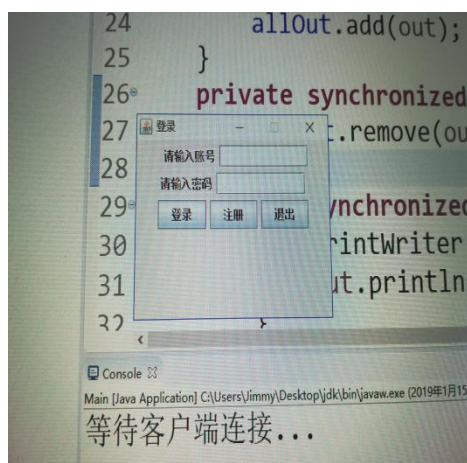 24 allOut.add(out);
25 }
26 private synchronized
27 t.remove(ou
28
29 ynchronized
30 rintWriter
31 ut.println
32 }
登录
请输入账号
请输入密码
登录 注册 退出
Console
Main [Java Application] C:\Users\Jimmy\Desktop\jdk\bin\javaw.exe (2019年1月15
等待客户端连接...